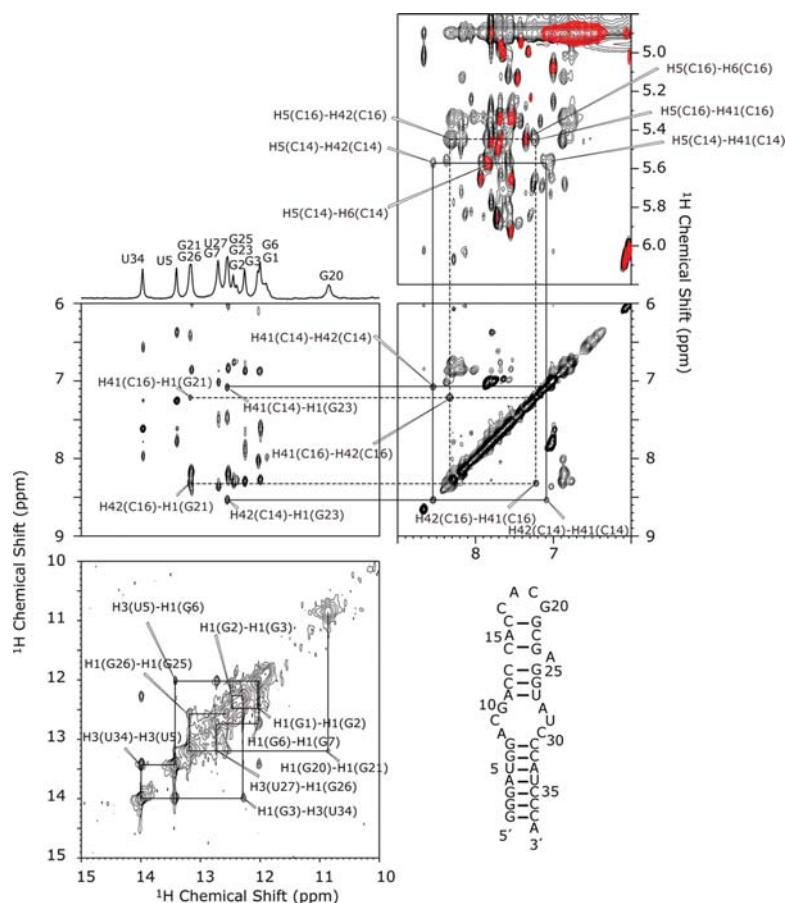 5.0
5.2
5.4
5.6
5.8
6.0
¹H Chemical Shift (ppm)
H5(C16)-H6(C16)
H5(C16)-H41(C16)
H5(C14)-H41(C14)
H5(C16)-H42(C16)
H5(C14)-H42(C14)
H5(C14)-H6(C14)
U34
U5
G21
G26
U27
G7
G25
G23
G2
G3
G6
G1
G20
6
7
8
9
H41(C14)-H42(C14)
H41(C16)-H1(G21)
H41(C14)-H1(G23)
H41(C16)-H42(C16)
H42(C16)-H1(G21)
H42(C14)-H1(G23)
H42(C16)-H41(C16)
H42(C14)-H41(C14)
6
7
8
9
8 7
¹H Chemical Shift (ppm)
10
11
12
13
14
15
H3(U5)-H1(G6)
H1(G2)-H1(G3)
H1(G26)-H1(G25)
H1(G1)-H1(G2)
H3(U34)-H3(U5)
H1(G6)-H1(G7)
H1(G20)-H1(G21)
H3(U27)-H1(G26)
H1(G3)-H3(U34)
15 14 13 12 11 10
¹H Chemical Shift (ppm)
A C
C G20
C G
15 A C
C G
A
C G 25
C G
A U
10 G A
C U
A C 30
G C
G C
U A
5 A U
G C 35
G C
G C
A
5´ 3´